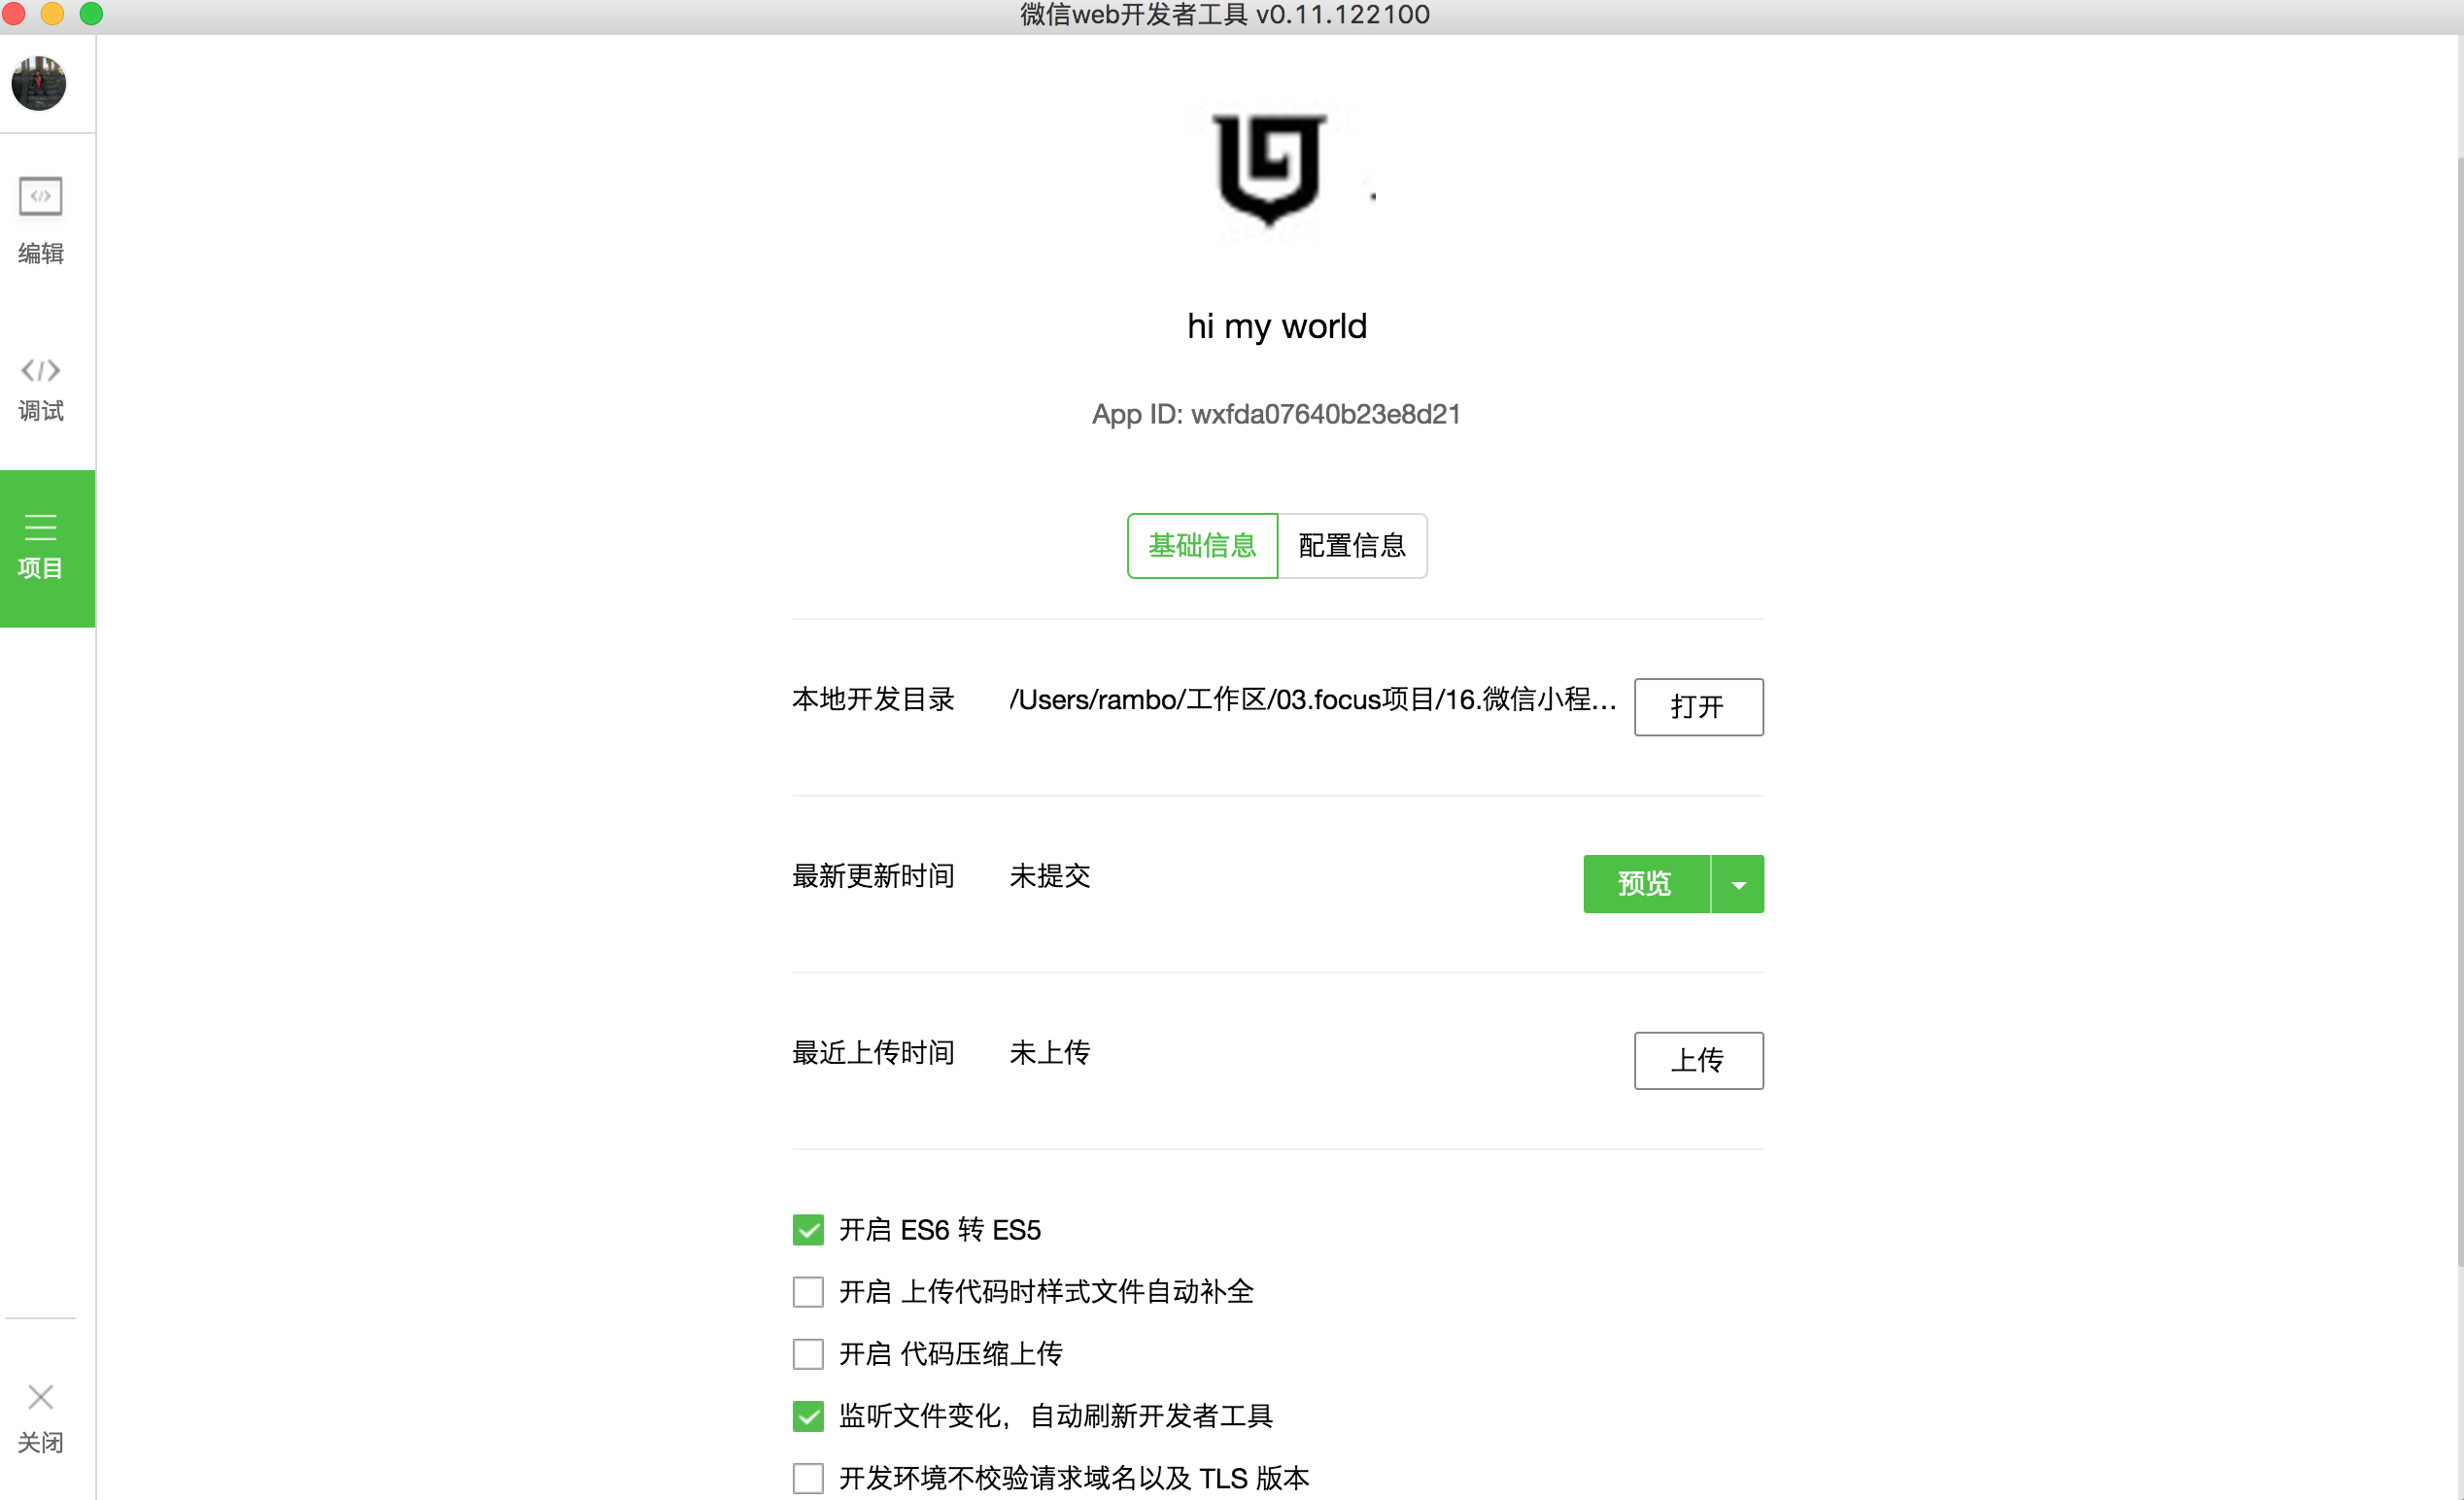 微信web开发者工具 v0.11.122100
编辑
调试
项目
关闭
hi my world
App ID: wxfda07640b23e8d21
基础信息 配置信息
本地开发目录 /Users/rambo/工作区/03.focus项目/16.微信小程... 打开
最新更新时间 未提交 预览
最近上传时间 未上传 上传
开启 ES6 转 ES5
开启 上传代码时样式文件自动补全
开启 代码压缩上传
监听文件变化，自动刷新开发者工具
开发环境不校验请求域名以及 TLS 版本